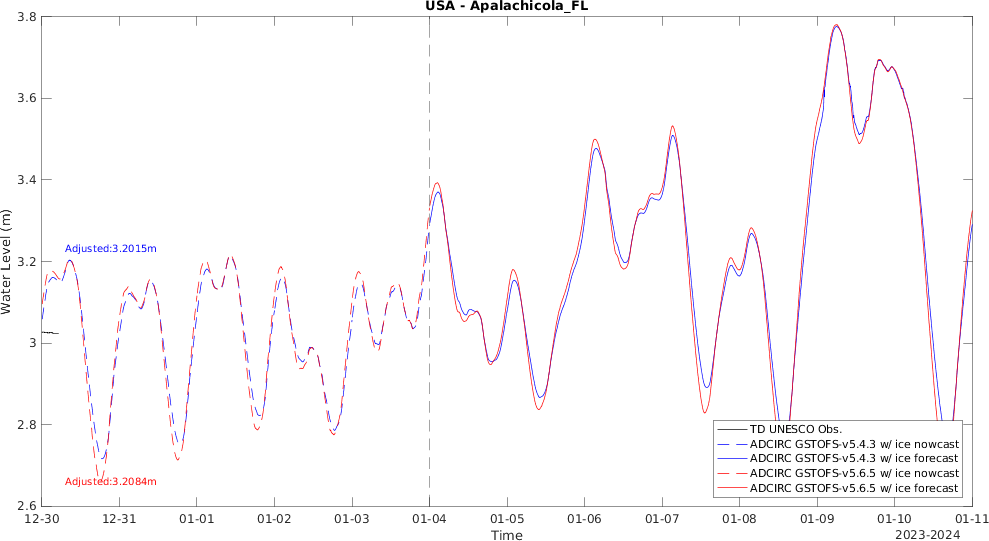 USA - Apalachicola_FL
3.8
3.6
3.4
3.2
3
2.8
2.6
Water Level (m)
Adjusted:3.2015m
Adjusted:3.2084m
TD UNESCO Obs.
ADCIRC GSTOFS-v5.4.3 w/ ice nowcast
ADCIRC GSTOFS-v5.4.3 w/ ice forecast
ADCIRC GSTOFS-v5.6.5 w/ ice nowcast
ADCIRC GSTOFS-v5.6.5 w/ ice forecast
12-30 12-31 01-01 01-02 01-03 01-04 01-05 01-06 01-07 01-08 01-09 01-10 01-11
Time
2023-2024